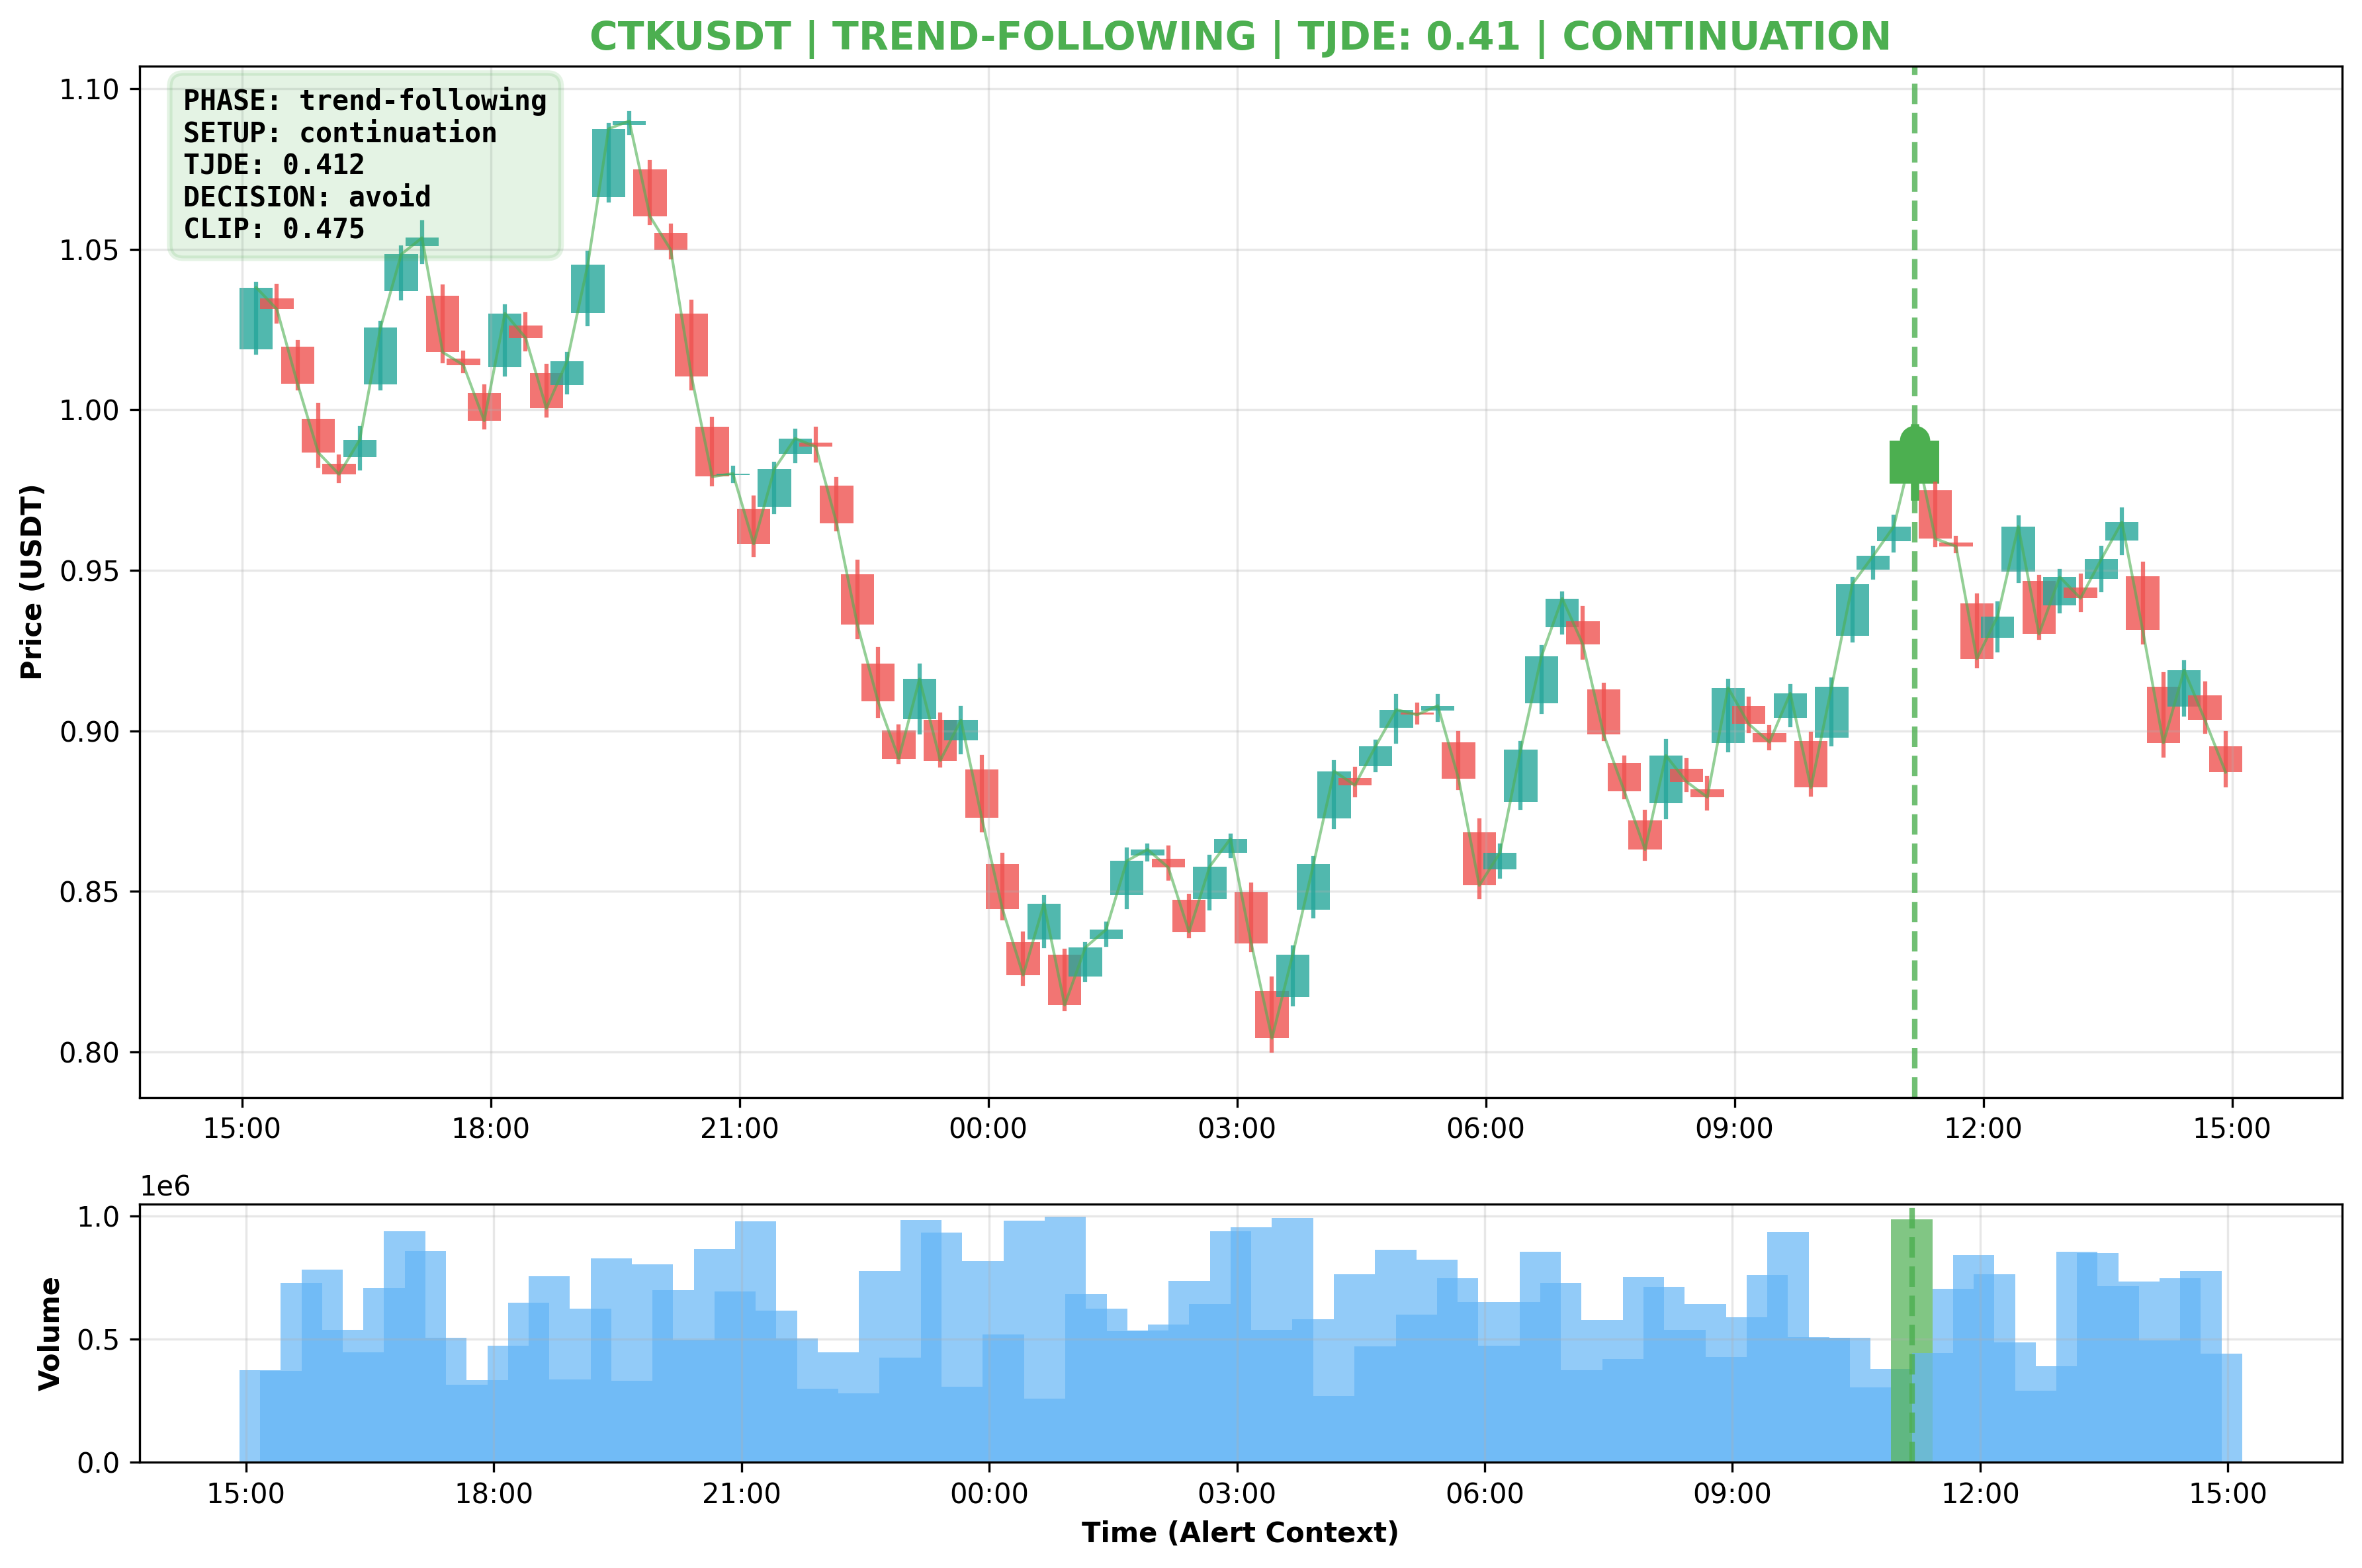 CTKUSDT | TREND-FOLLOWING | TJDE: 0.41 | CONTINUATION
PHASE: trend-following
SETUP: continuation
TJDE: 0.412
DECISION: avoid
CLIP: 0.475
Price (USDT)
1.10
1.05
1.00
0.95
0.90
0.85
0.80
15:00 18:00 21:00 00:00 03:00 06:00 09:00 12:00 15:00
1e6
Volume
1.0
0.5
0.0
15:00 18:00 21:00 00:00 03:00 06:00 09:00 12:00 15:00
Time (Alert Context)